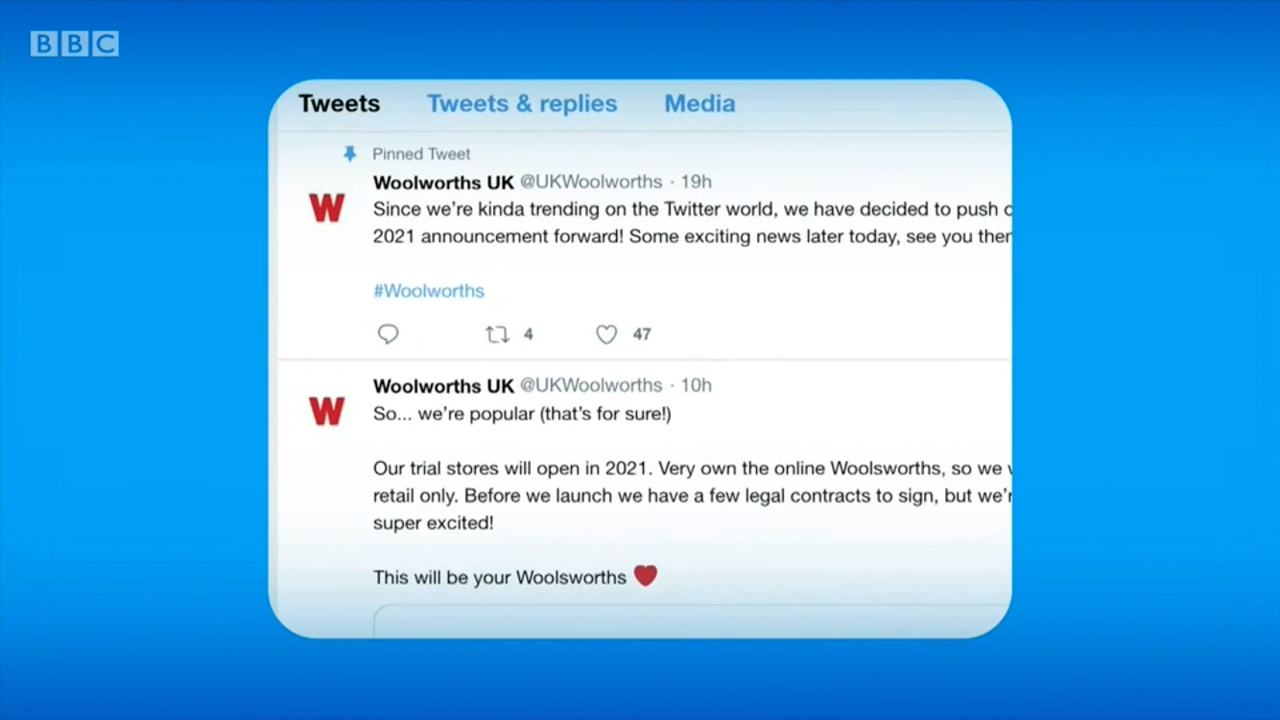 BBC
Tweets Tweets & replies Media
Pinned Tweet
Woolworths UK @UKWoolworths · 19h
W
Since we're kinda trending on the Twitter world, we have decided to push
2021 announcement forward! Some exciting news later today, see you
#Woolworths
4 47
Woolworths UK @UKWoolworths · 10h
W
So... we're popular (that's for sure!)
Our trial stores will open in 2021. Very own the online Woolsworths, so we
retail only. Before we launch we have a few legal contracts to sign, but
super excited!
This will be your Woolsworths